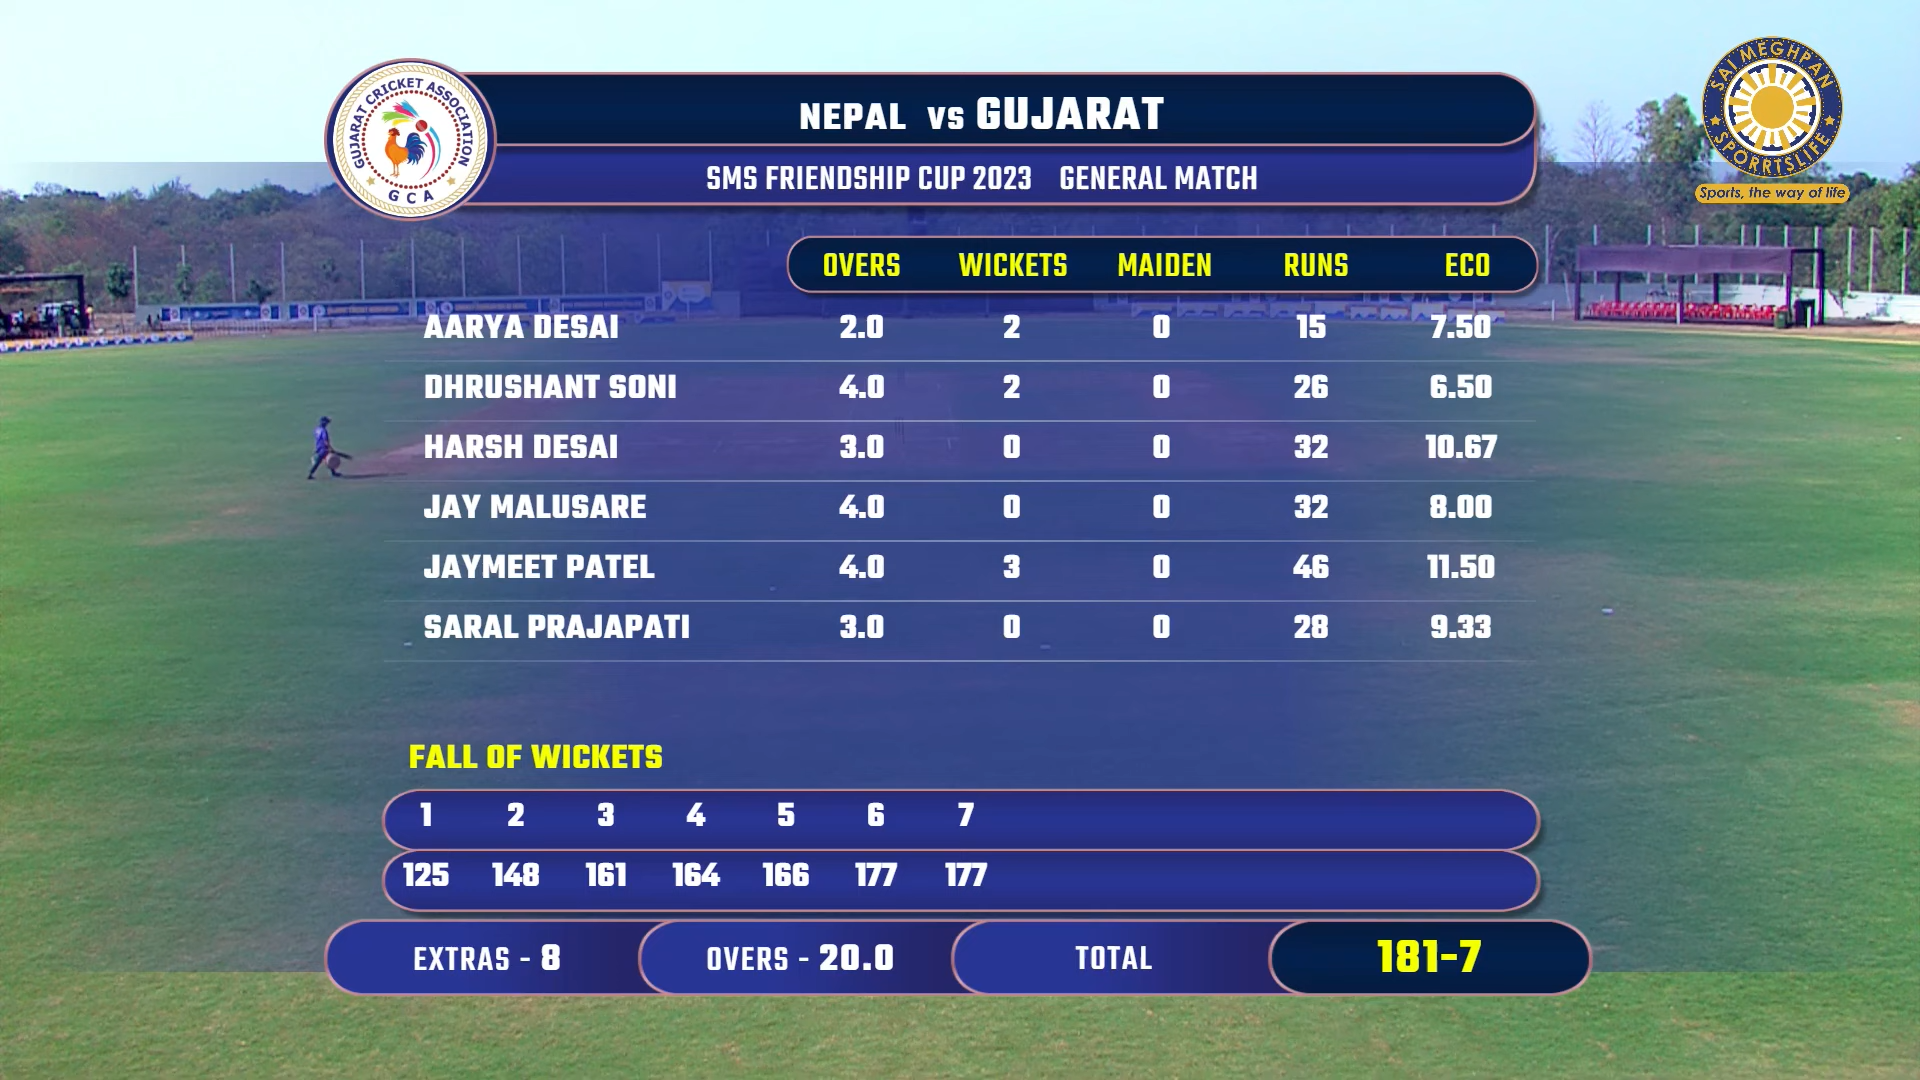 GUJARAT CRICKET ASSOCIATION
GCA
NEPAL vs GUJARAT
SMS FRIENDSHIP CUP 2023 GENERAL MATCH
SAI MEGHPAN
SPORRTSLIFE
Sports, the way of life
OVERS WICKETS MAIDEN RUNS ECO
AARYA DESAI 2.0 2 0 15 7.50
DHRUSHANT SONI 4.0 2 0 26 6.50
HARSH DESAI 3.0 0 0 32 10.67
JAY MALUSARE 4.0 0 0 32 8.00
JAYMEET PATEL 4.0 3 0 46 11.50
SARAL PRAJAPATI 3.0 0 0 28 9.33
FALL OF WICKETS
1 2 3 4 5 6 7
125 148 161 164 166 177 177
EXTRAS - 8 OVERS - 20.0 TOTAL 181-7